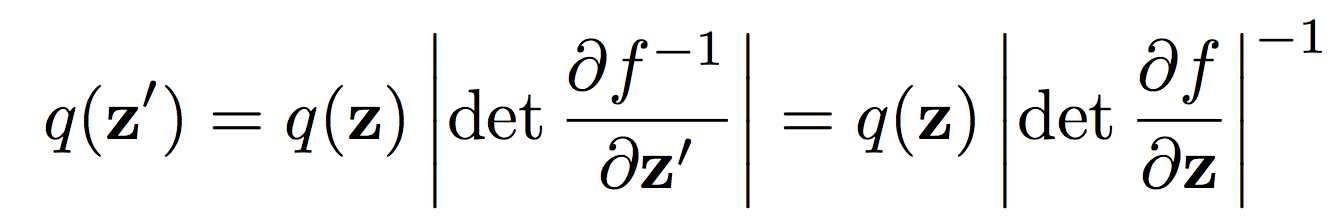 q(𝐳′) = q(𝐳) |det ∂f⁻¹/∂𝐳′| = q(𝐳) |det ∂f/∂𝐳|⁻¹